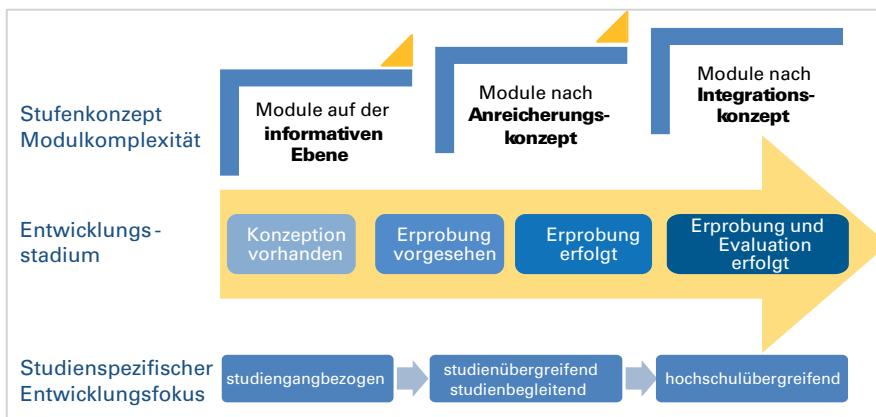 Stufenkonzept
Modulkomplexität
Module auf der
informativen
Ebene
Module nach
Anreicherungs-
konzept
Module nach
Integrations-
konzept
Entwicklungs-
stadium
Konzeption
vorhanden
Erprobung
vorgesehen
Erprobung
erfolgt
Erprobung und
Evaluation
erfolgt
Studienspezifischer
Entwicklungsfokus
studiengangbezogen
studienübergreifend
studienbegleitend
hochschulübergreifend